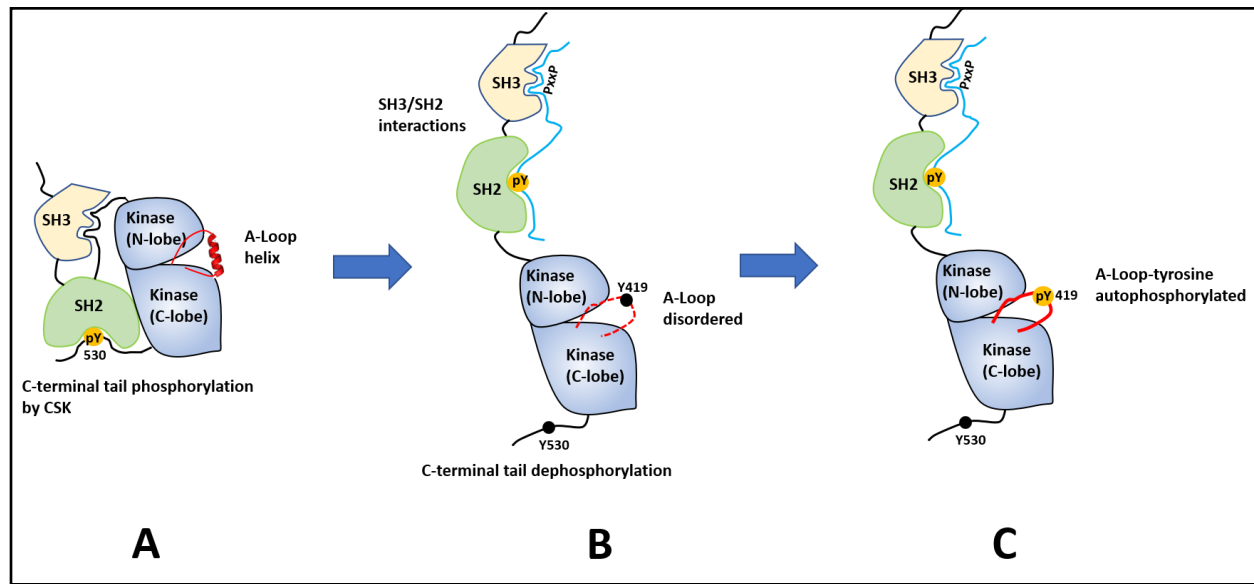 SH3
SH2
pY
530
Kinase
(N-lobe)
Kinase
(C-lobe)
A-Loop
helix
C-terminal tail phosphorylation
by CSK
A
SH3/SH2
interactions
SH3
PxxP
SH2
pY
Kinase
(N-lobe)
Kinase
(C-lobe)
Y419
A-Loop
disordered
Y530
C-terminal tail dephosphorylation
B
SH3
PxxP
SH2
pY
Kinase
(N-lobe)
Kinase
(C-lobe)
pY 419
A-Loop-tyrosine
autophosphorylated
Y530
C